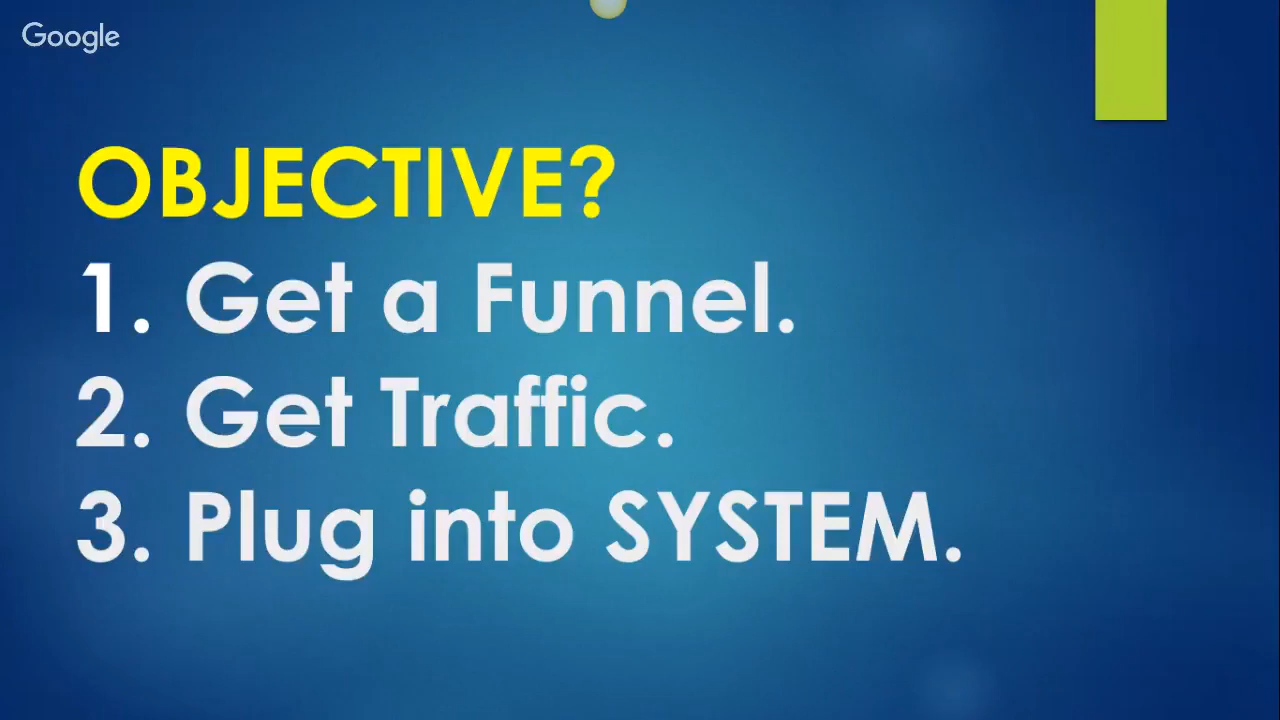 Google
OBJECTIVE?
1. Get a Funnel.
2. Get Traffic.
3. Plug into SYSTEM.